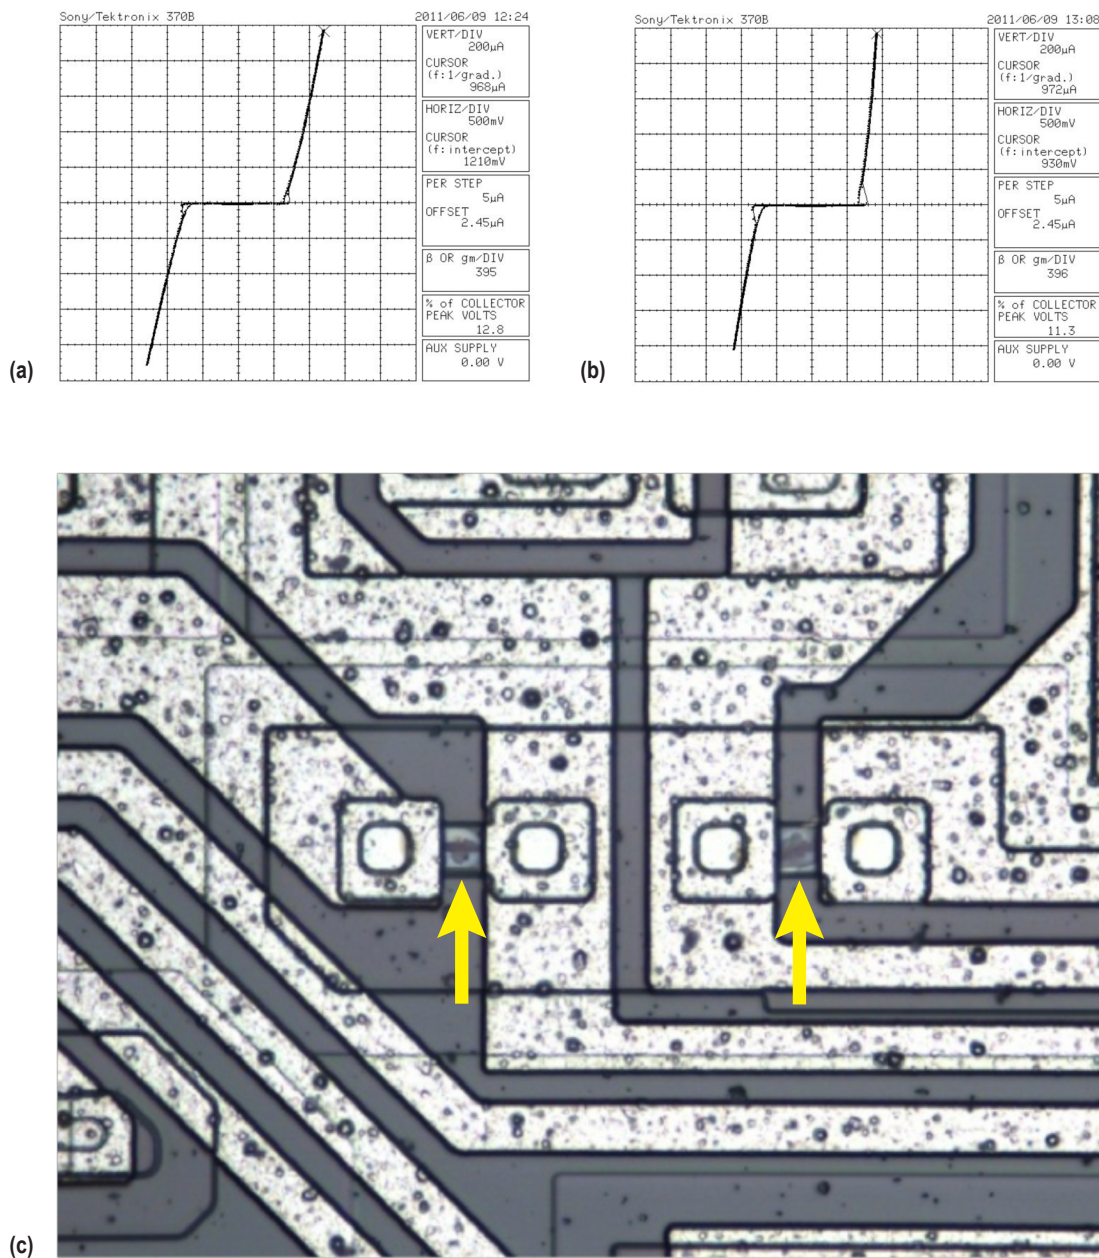 Sony/Tektronix 370B
2011/06/09 12:24
VERT/DIV
200µA
CURSOR
(f:1/grad.)
968µA
HORIZ/DIV
500mV
CURSOR
(f:intercept)
1210mV
PER STEP
5µA
OFFSET
2.45µA
β OR gm/DIV
395
% of COLLECTOR
PEAK VOLTS
12.8
AUX SUPPLY
0.00 V
(a)
Sony/Tektronix 370B
2011/06/09 13:08
VERT/DIV
200µA
CURSOR
(f:1/grad.)
972µA
HORIZ/DIV
500mV
CURSOR
(f:intercept)
930mV
PER STEP
5µA
OFFSET
2.45µA
β OR gm/DIV
396
% of COLLECTOR
PEAK VOLTS
11.3
AUX SUPPLY
0.00 V
(b)
(c)